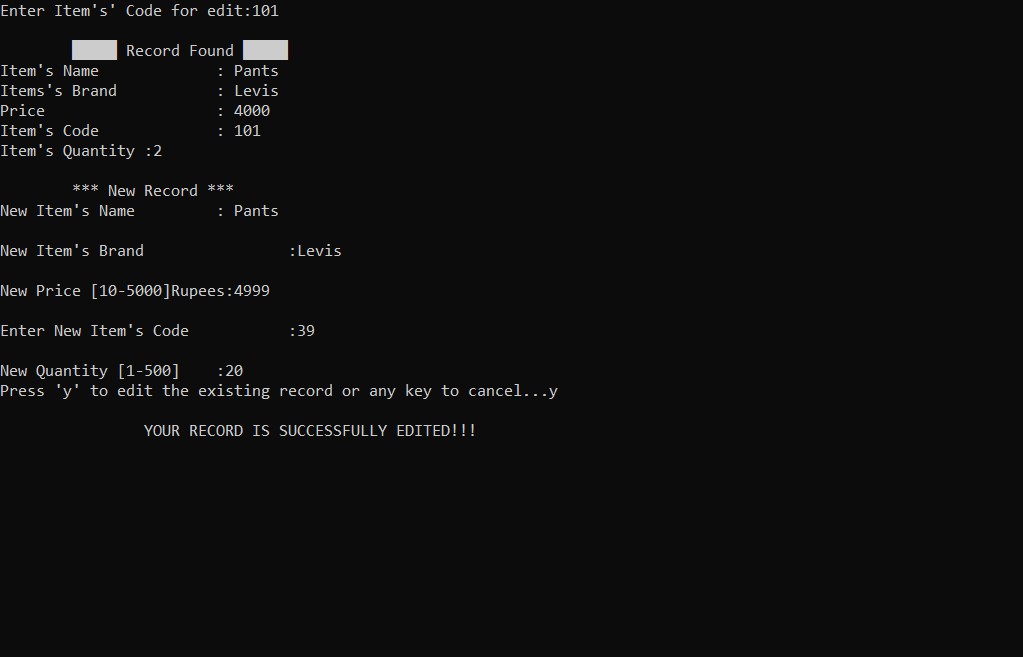 Enter Item's' Code for edit:101
█████ Record Found █████
Item's Name : Pants
Items's Brand : Levis
Price : 4000
Item's Code : 101
Item's Quantity :2
*** New Record ***
New Item's Name : Pants
New Item's Brand :Levis
New Price [10-5000]Rupees:4999
Enter New Item's Code :39
New Quantity [1-500] :20
Press 'y' to edit the existing record or any key to cancel...y
YOUR RECORD IS SUCCESSFULLY EDITED!!!